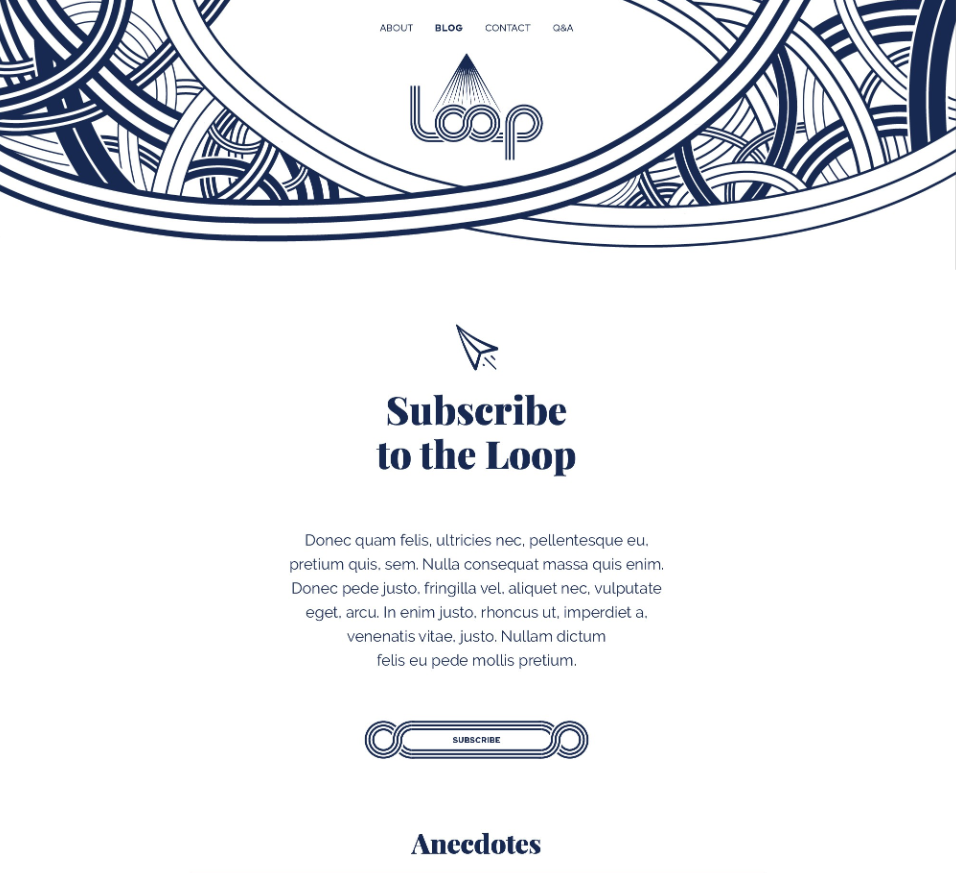 ABOUT BLOG CONTACT Q&A
Loop
Subscribe
to the Loop
Donec quam felis, ultricies nec, pellentesque eu,
pretium quis, sem. Nulla consequat massa quis enim.
Donec pede justo, fringilla vel, aliquet nec, vulputate
eget, arcu. In enim justo, rhoncus ut, imperdiet a,
venenatis vitae, justo. Nullam dictum
felis eu pede mollis pretium.
SUBSCRIBE
Anecdotes